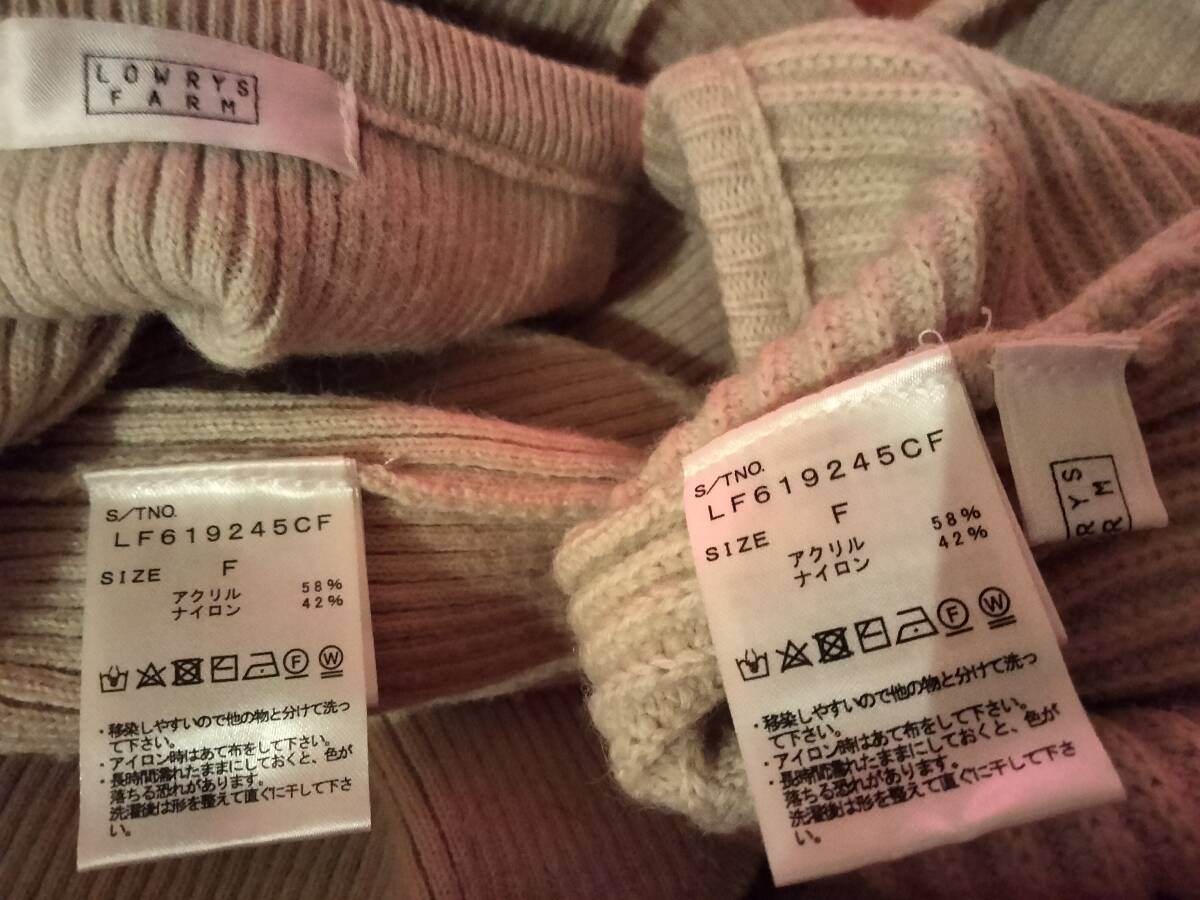 LOWRYS
FARM
S/TNO.
LF619245CF
SIZE F
アクリル 58%
ナイロン 42%
F W
・移染しやすいので他の物と分けて洗っ
て下さい。
・アイロン時はあて布をして下さい。
・長時間濡れたままにしておくと、色が
落ちる恐れがあります。
洗濯後は形を整えて直ぐに干して下さ
い。
S/TNO.
LF619245CF
SIZE F
アクリル 58%
ナイロン 42%
F W
・移染しやすいので他の物と分けて洗っ
て下さい。
・アイロン時はあて布をして下さい。
・長時間濡れたままにしておくと、色が
落ちる恐れがあります。
洗濯後は形を整えて直ぐに干して下さ
い。
RYS
RM